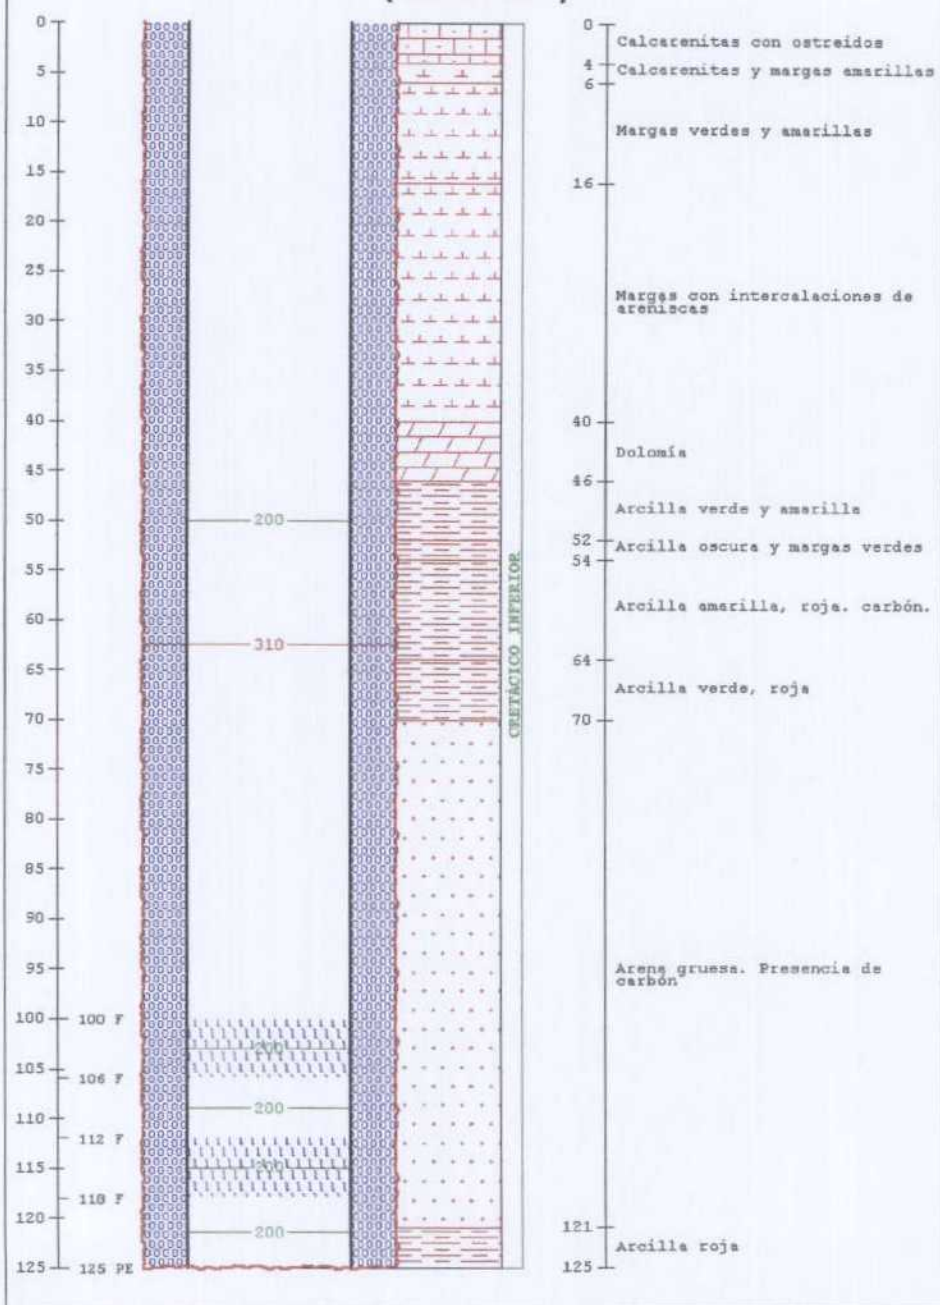 0
5
10
15
20
25
30
35
40
45
50
55
60
65
70
75
80
85
90
95
100
105
110
115
120
125
100 F
106 F
112 F
118 F
125 PE
200
310
200
200
200
200
CRETÁCICO INFERIOR
0
Calcarenitas con ostreidos
4
Calcarenitas y margas amarillas
6
Margas verdes y amarillas
16
Margas con intercalaciones de
areniscas
40
Dolomía
46
Arcilla verde y amarilla
52
Arcilla oscura y margas verdes
54
Arcilla amarilla, roja. carbón.
64
Arcilla verde, roja
70
Arena gruesa. Presencia de
carbón
121
Arcilla roja
125